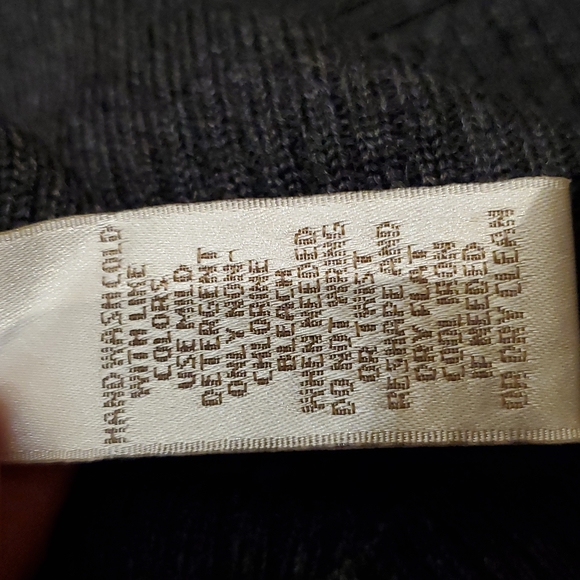 HAND WASH COLD
WITH LIKE
COLORS
USE MILD
DETERGENT
ONLY NON-
CHLORINE
BLEACH
WHEN NEEDED
DO NOT WRING
OR TWIST
RESHAPE AND
DRY FLAT
COOL IRON
IF NEEDED
OR DRY CLEAN